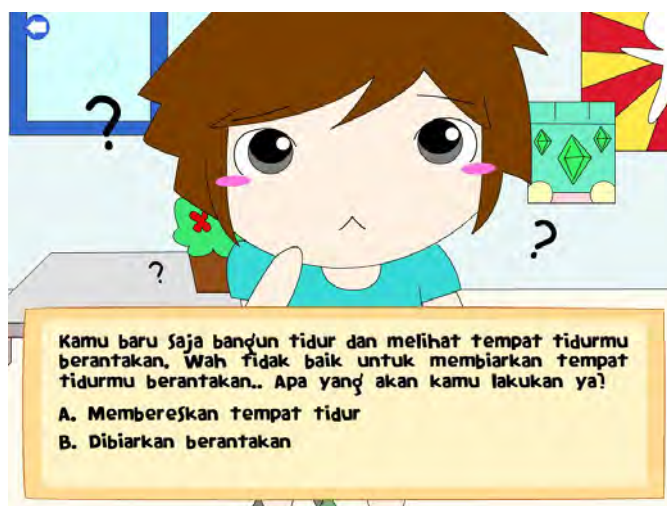 ?
?
?
Kamu baru saja bangun tidur dan melihat tempat tidurmu
berantakan. Wah tidak baik untuk membiarkan tempat
tidurmu berantakan.. Apa yang akan kamu lakukan ya?
A. Membereskan tempat tidur
B. Dibiarkan berantakan